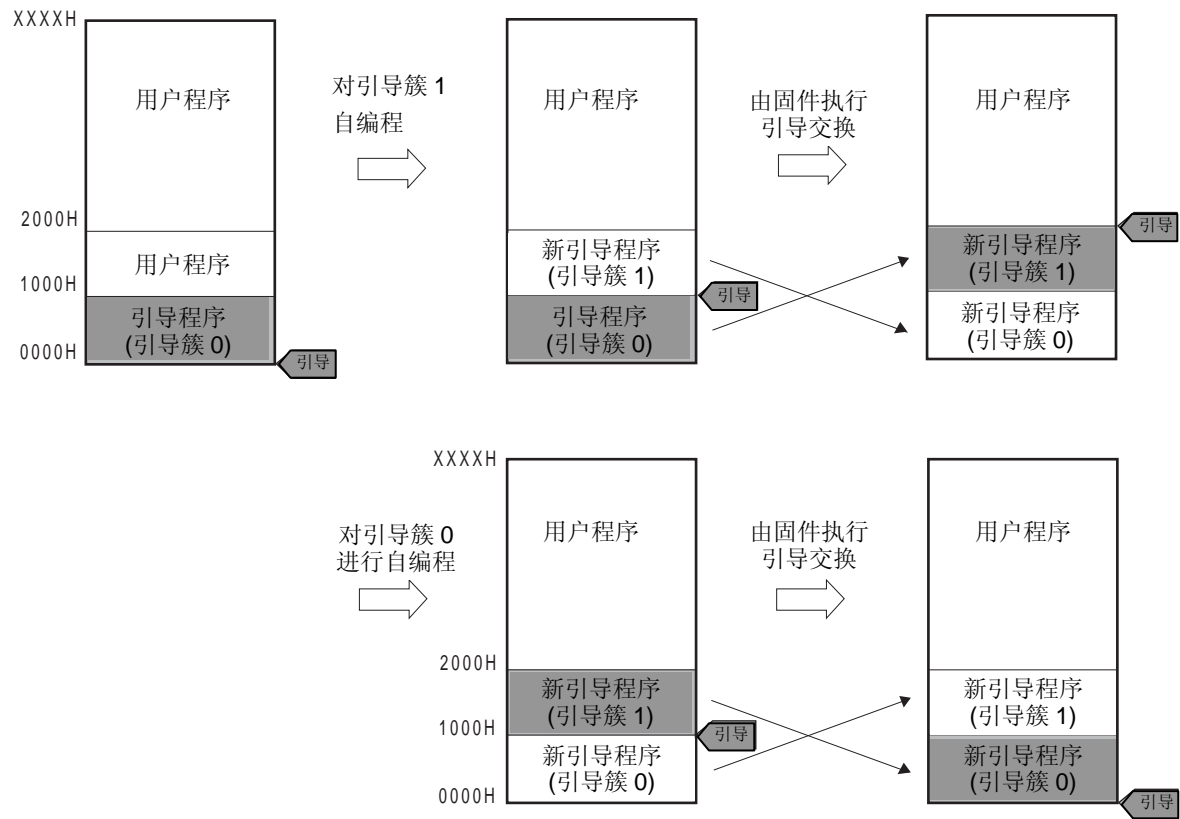 XXXXH
用户程序
2000H
用户程序
1000H
引导程序
(引导簇 0)
0000H
引导
对引导簇 1
自编程
用户程序
新引导程序
(引导簇 1)
引导
引导程序
(引导簇 0)
由固件执行
引导交换
用户程序
引导
新引导程序
(引导簇 1)
新引导程序
(引导簇 0)
对引导簇 0
进行自编程
XXXXH
用户程序
2000H
新引导程序
(引导簇 1)
1000H
引导
新引导程序
(引导簇 0)
0000H
由固件执行
引导交换
用户程序
新引导程序
(引导簇 1)
新引导程序
(引导簇 0)
引导